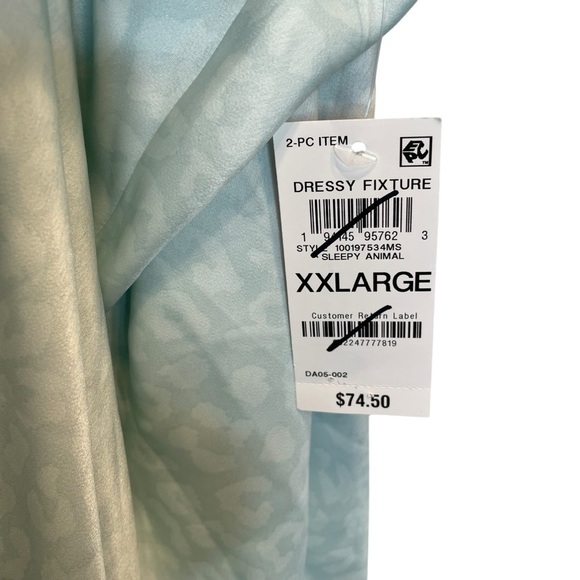 2-PC ITEM
EPC™
DRESSY FIXTURE
1 94145 95762 3
STYLE 100197534MS
SLEEPY ANIMAL
XXLARGE
Customer Return Label
2247777819
DA05-002
$74.50